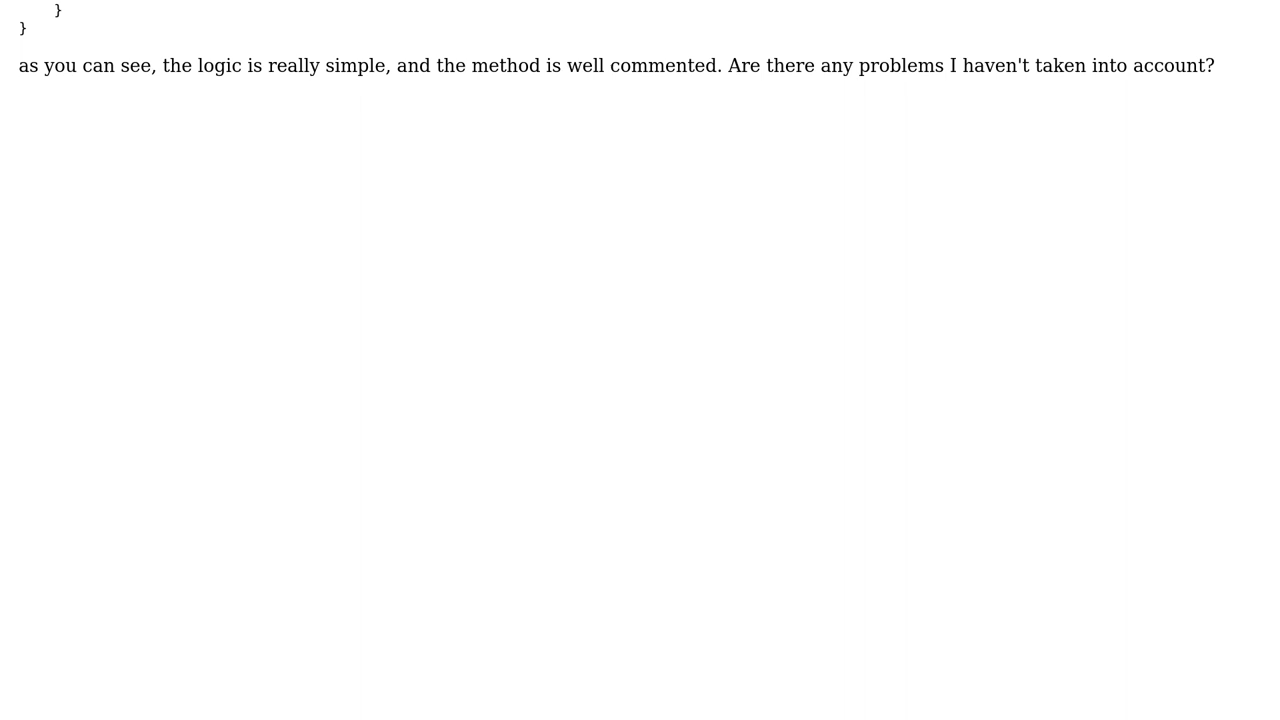 }
}
as you can see, the logic is really simple, and the method is well commented. Are there any problems I haven't taken into account?